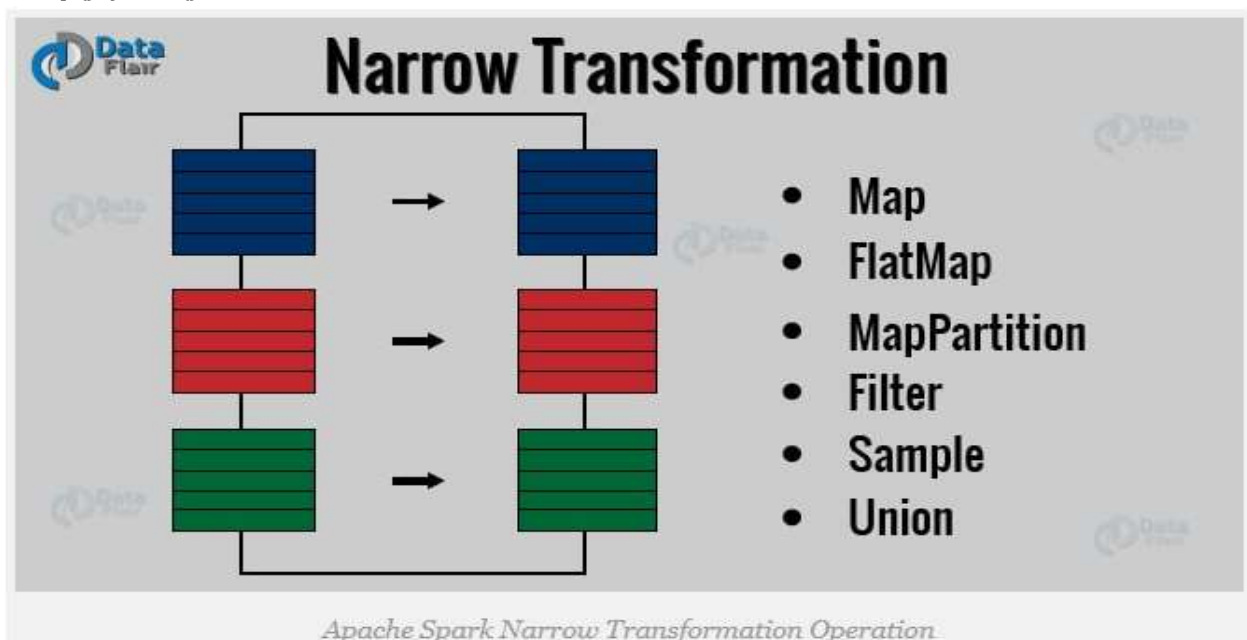 Data
Flair
Narrow Transformation
• Map
• FlatMap
• MapPartition
• Filter
• Sample
• Union
Apache Spark Narrow Transformation Operation